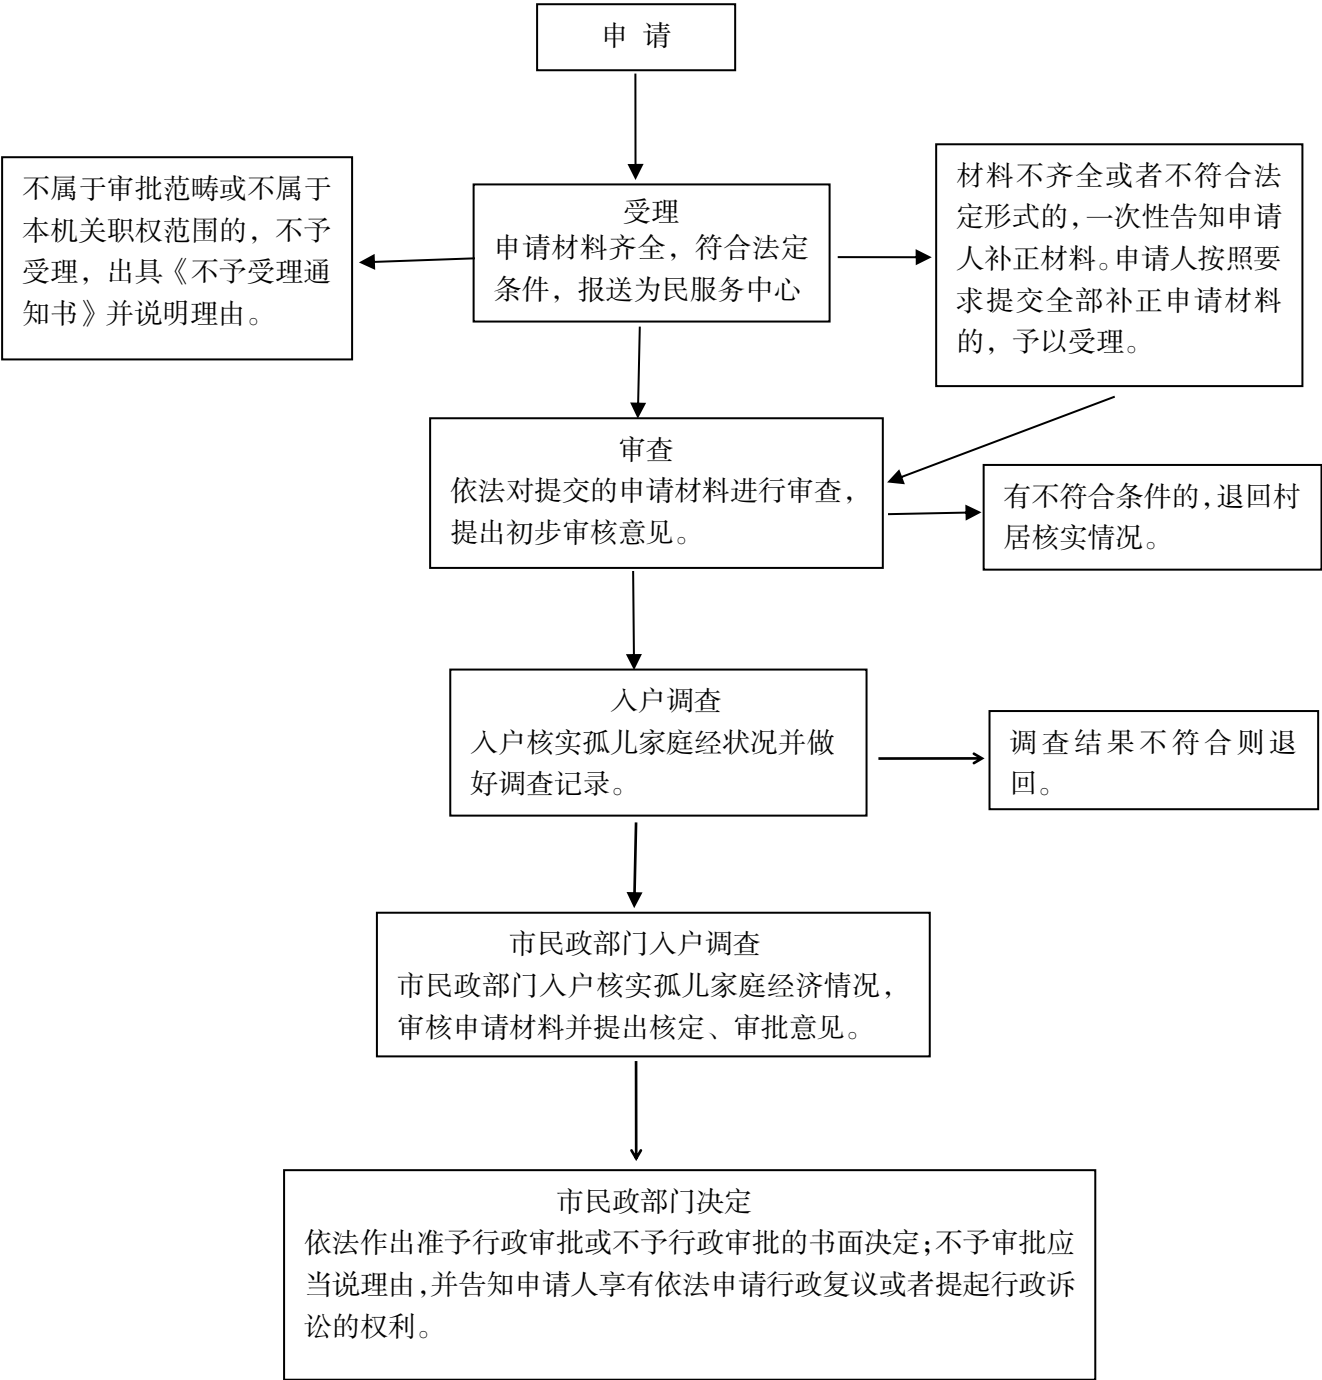 申 请
不属于审批范畴或不属于
本机关职权范围的，不予
受理，出具《不予受理通
知书》并说明理由。
受理
申请材料齐全，符合法定
条件，报送为民服务中心
材料不齐全或者不符合法
定形式的，一次性告知申请
人补正材料。申请人按照要
求提交全部补正申请材料
的，予以受理。
审查
依法对提交的申请材料进行审查，
提出初步审核意见。
有不符合条件的，退回村
居核实情况。
入户调查
入户核实孤儿家庭经状况并做
好调查记录。
调查结果不符合则退
回。
市民政部门入户调查
市民政部门入户核实孤儿家庭经济情况，
审核申请材料并提出核定、审批意见。
市民政部门决定
依法作出准予行政审批或不予行政审批的书面决定；不予审批应
当说理由，并告知申请人享有依法申请行政复议或者提起行政诉
讼的权利。